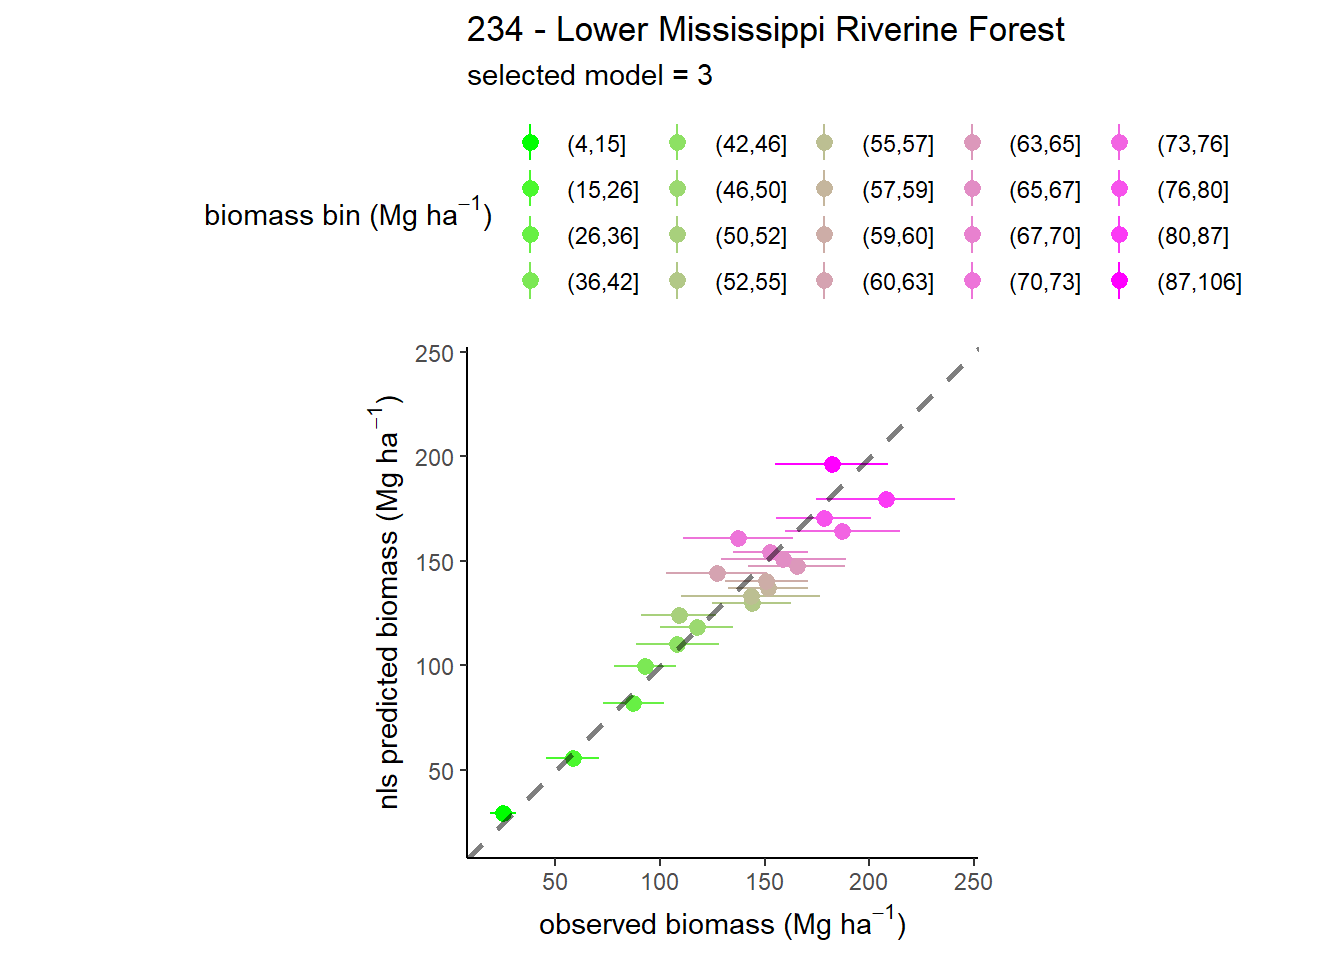 234 - Lower Mississippi Riverine Forest
selected model = 3
biomass bin (Mg ha⁻¹)
(4,15] (42,46] (55,57] (63,65] (73,76]
(15,26] (46,50] (57,59] (65,67] (76,80]
(26,36] (50,52] (59,60] (67,70] (80,87]
(36,42] (52,55] (60,63] (70,73] (87,106]
nls predicted biomass (Mg ha⁻¹)
250
200
150
100
50
50 100 150 200 250
observed biomass (Mg ha⁻¹)